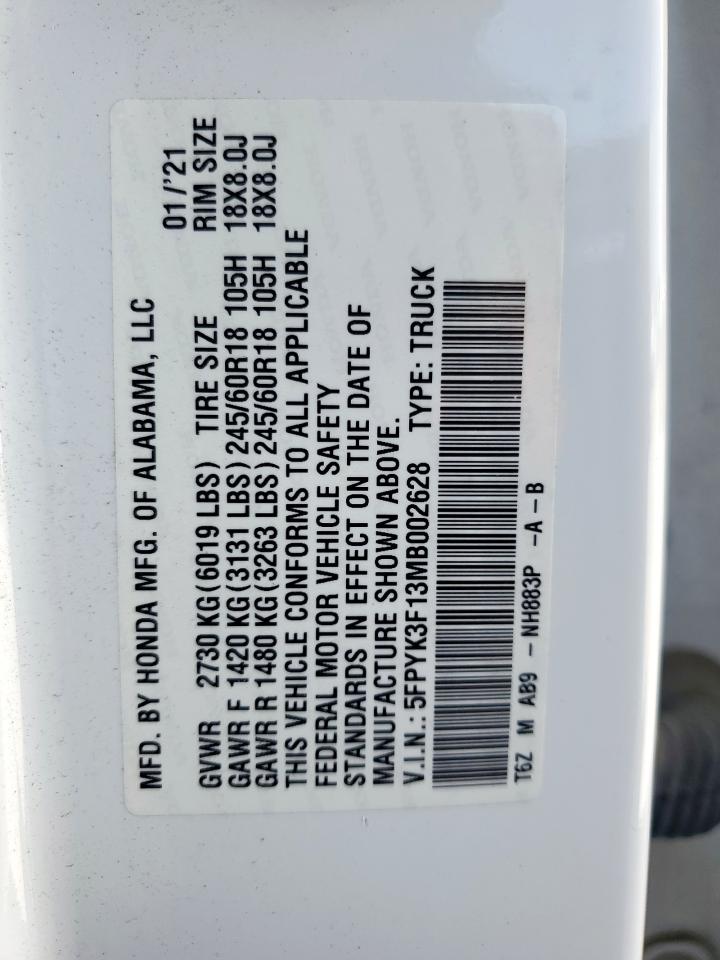 MFD. BY HONDA MFG. OF ALABAMA, LLC 01/'21
GVWR 2730 KG (6019 LBS) TIRE SIZE RIM SIZE
GAWR F 1420 KG (3131 LBS) 245/60R18 105H 18X8.0J
GAWR R 1480 KG (3263 LBS) 245/60R18 105H 18X8.0J
THIS VEHICLE CONFORMS TO ALL APPLICABLE
FEDERAL MOTOR VEHICLE SAFETY
STANDARDS IN EFFECT ON THE DATE OF
MANUFACTURE SHOWN ABOVE.
V.I.N.: 5FPYK3F13MB002628 TYPE: TRUCK
T6Z M AB9 - NH883P -A - B